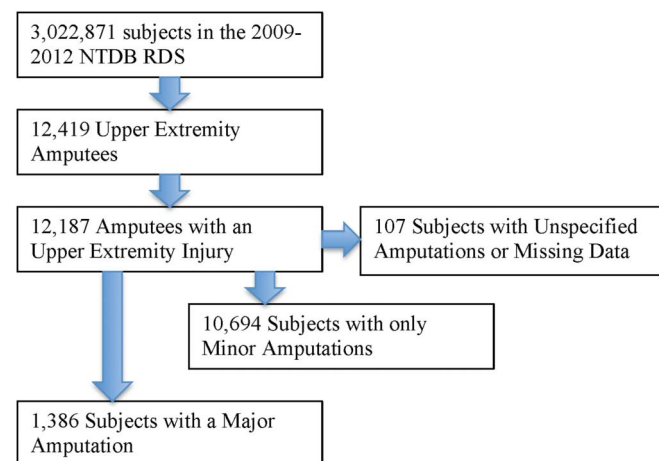 3,022,871 subjects in the 2009-
2012 NTDB RDS
12,419 Upper Extremity
Amputees
12,187 Amputees with an
Upper Extremity Injury
107 Subjects with Unspecified
Amputations or Missing Data
10,694 Subjects with only
Minor Amputations
1,386 Subjects with a Major
Amputation